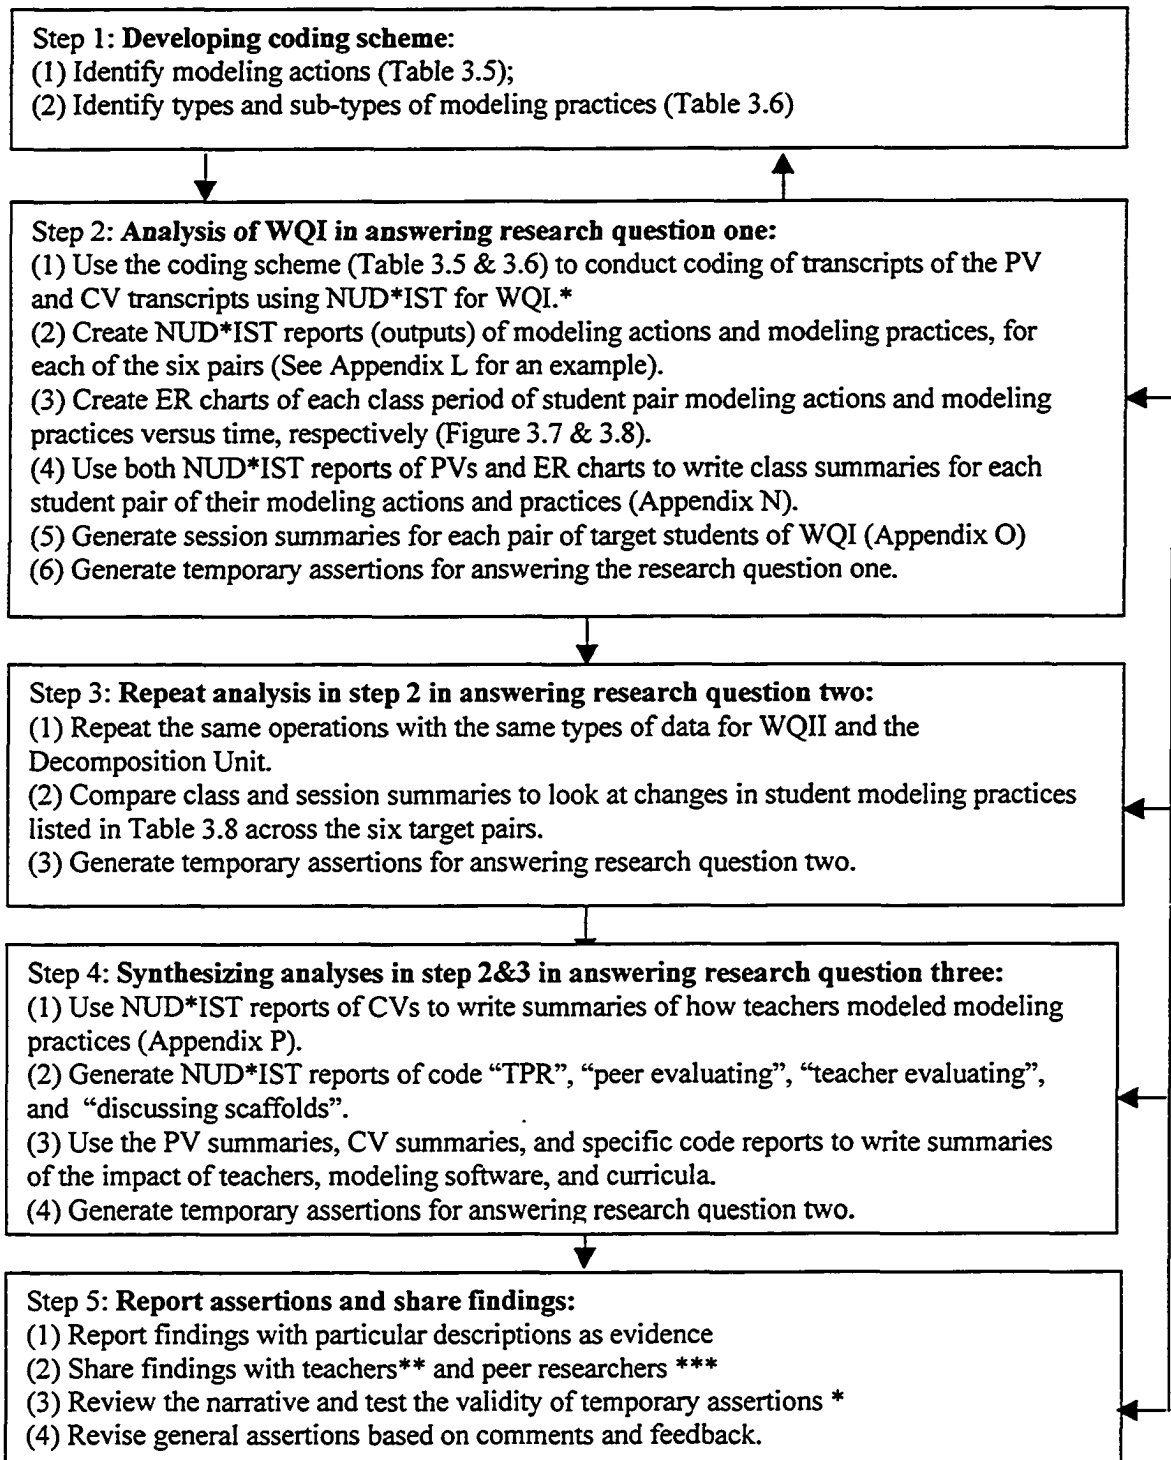 Step 1: Developing coding scheme:
(1) Identify modeling actions (Table 3.5);
(2) Identify types and sub-types of modeling practices (Table 3.6)
Step 2: Analysis of WQI in answering research question one:
(1) Use the coding scheme (Table 3.5 & 3.6) to conduct coding of transcripts of the PV
and CV transcripts using NUD*IST for WQI.*
(2) Create NUD*IST reports (outputs) of modeling actions and modeling practices, for
each of the six pairs (See Appendix L for an example).
(3) Create ER charts of each class period of student pair modeling actions and modeling
practices versus time, respectively (Figure 3.7 & 3.8).
(4) Use both NUD*IST reports of PVs and ER charts to write class summaries for each
student pair of their modeling actions and practices (Appendix N).
(5) Generate session summaries for each pair of target students of WQI (Appendix O)
(6) Generate temporary assertions for answering the research question one.
Step 3: Repeat analysis in step 2 in answering research question two:
(1) Repeat the same operations with the same types of data for WQII and the
Decomposition Unit.
(2) Compare class and session summaries to look at changes in student modeling practices
listed in Table 3.8 across the six target pairs.
(3) Generate temporary assertions for answering research question two.
Step 4: Synthesizing analyses in step 2&3 in answering research question three:
(1) Use NUD*IST reports of CVs to write summaries of how teachers modeled modeling
practices (Appendix P).
(2) Generate NUD*IST reports of code “TPR”, “peer evaluating”, “teacher evaluating”,
and “discussing scaffolds”.
(3) Use the PV summaries, CV summaries, and specific code reports to write summaries
of the impact of teachers, modeling software, and curricula.
(4) Generate temporary assertions for answering research question two.
Step 5: Report assertions and share findings:
(1) Report findings with particular descriptions as evidence
(2) Share findings with teachers** and peer researchers ***
(3) Review the narrative and test the validity of temporary assertions *
(4) Revise general assertions based on comments and feedback.